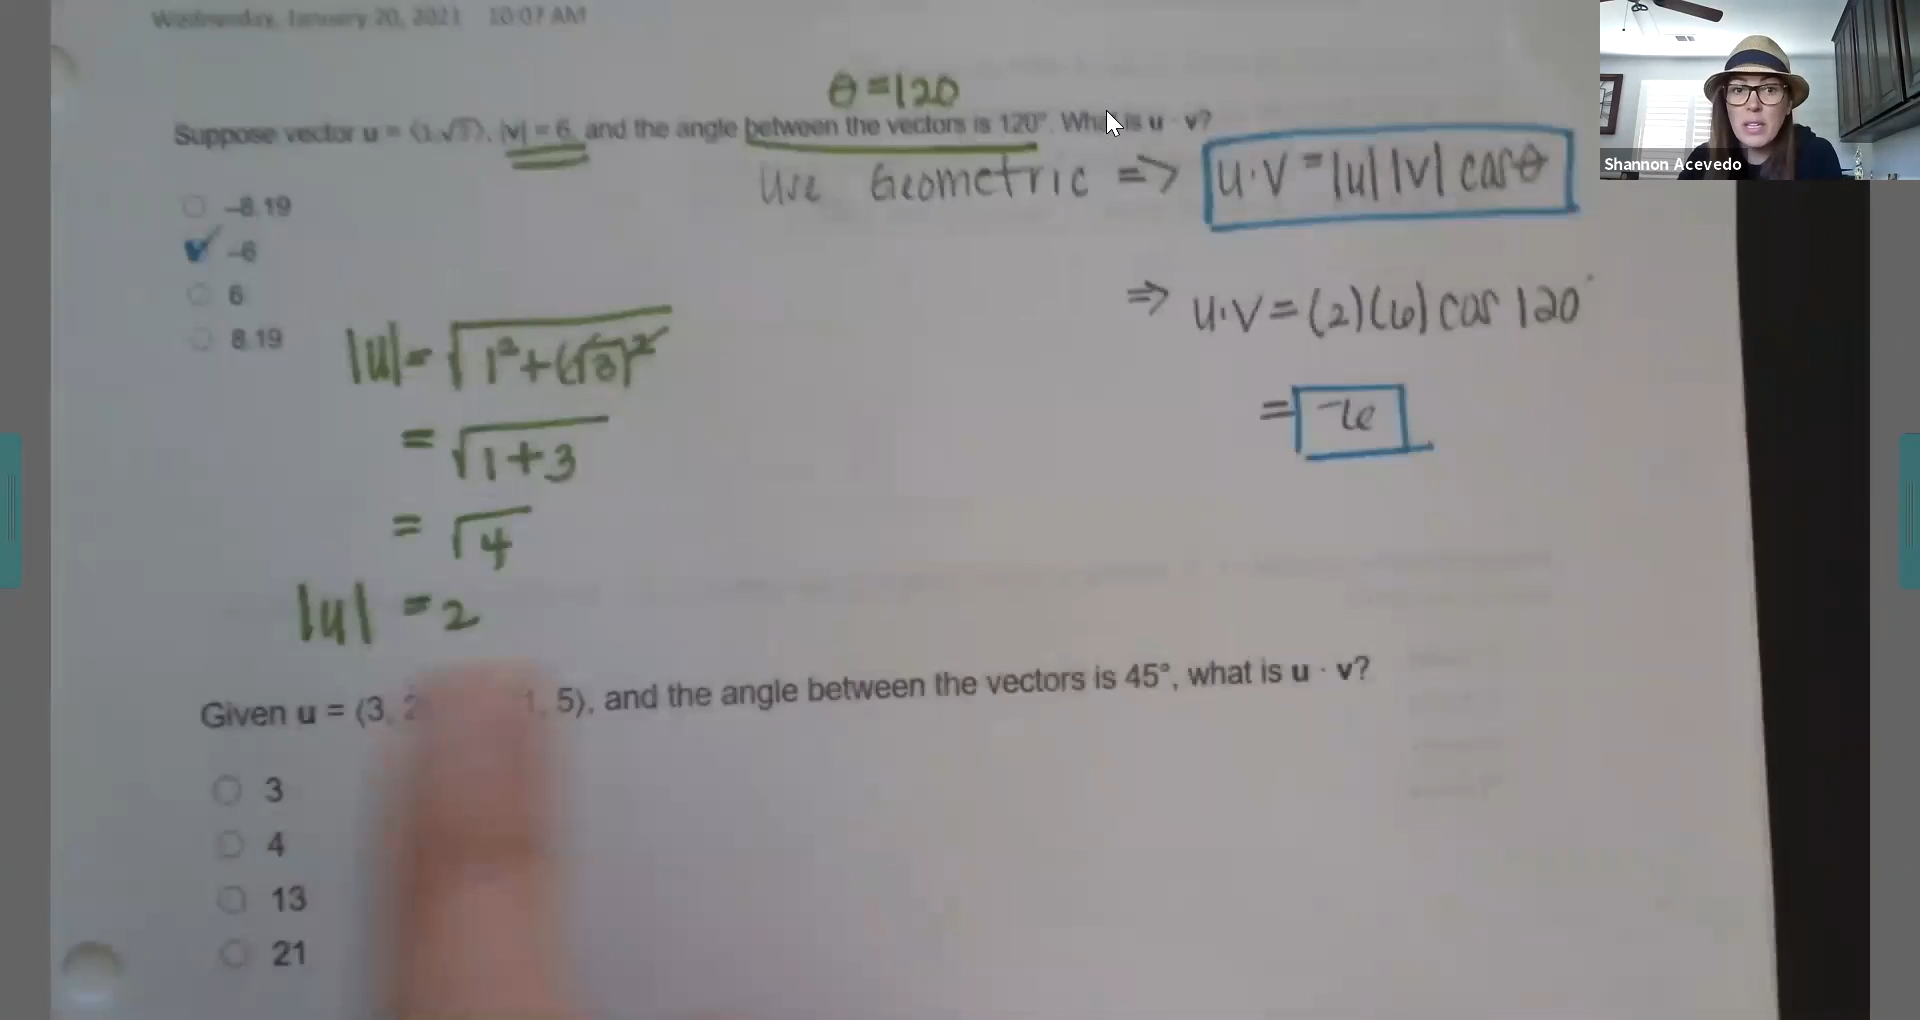 Wednesday, January 20, 2021 10:07 AM
θ = 120
Suppose vector u = ⟨1, √3⟩, |v| = 6, and the angle between the vectors is 120°. What is u · v?
Use Geometric ⇒ u·v = |u| |v| cos θ
Shannon Acevedo
–8.19
–6
6
8.19
⇒ u·v = (2)(6) cos 120°
= -6
|u| = √1² + (√3)²
= √1 + 3
= √4
|u| = 2
Given u = ⟨3, 2 1, 5⟩, and the angle between the vectors is 45°, what is u · v?
3
4
13
21